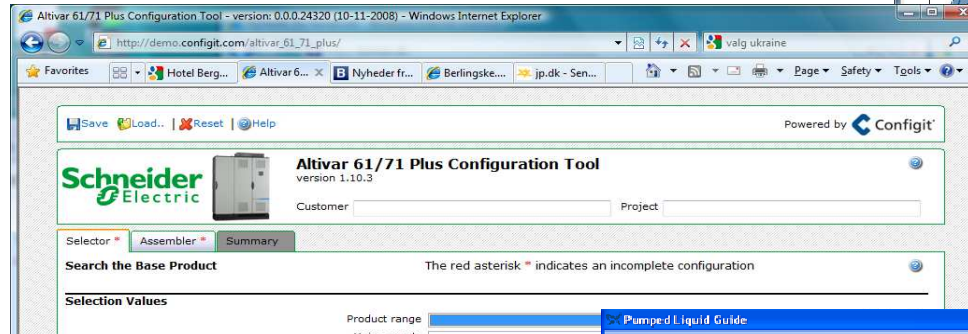 Altivar 61/71 Plus Configuration Tool - version: 0.0.0.24320 (10-11-2008) - Windows Internet Explorer
http://demo.configit.com/altivar_61_71_plus/ valg ukraine
Favorites Hotel Berg... Altivar 6... B Nyheder fr... Berlingske.... jp.dk - Sen... Page Safety Tools
Save Load.. | Reset | Help Powered by Configit
Schneider Electric
Altivar 61/71 Plus Configuration Tool
version 1.10.3
Customer Project
Selector * Assembler * Summary
Search the Base Product The red asterisk * indicates an incomplete configuration
Selection Values
Product range
Pumped Liquid Guide